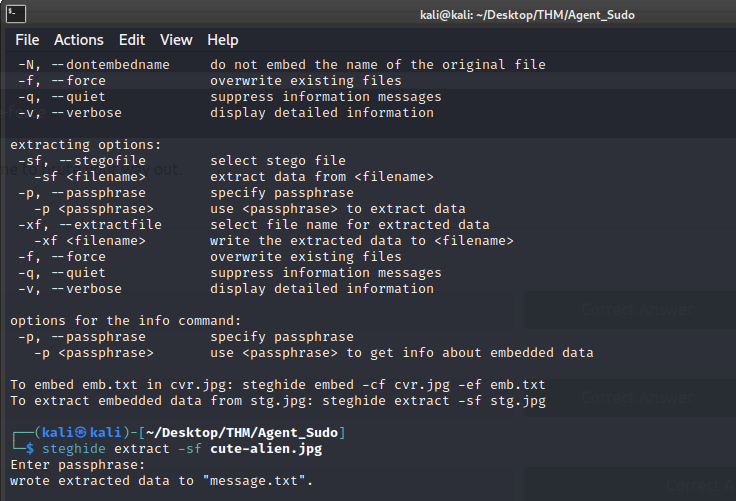 kali@kali: ~/Desktop/THM/Agent_Sudo
File Actions Edit View Help
-N, --dontembedname do not embed the name of the original file
-f, --force overwrite existing files
-q, --quiet suppress information messages
-v, --verbose display detailed information
extracting options:
-sf, --stegofile select stego file
-sf <filename> extract data from <filename>
-p, --passphrase specify passphrase
-p <passphrase> use <passphrase> to extract data
-xf, --extractfile select file name for extracted data
-xf <filename> write the extracted data to <filename>
-f, --force overwrite existing files
-q, --quiet suppress information messages
-v, --verbose display detailed information
options for the info command:
-p, --passphrase specify passphrase
-p <passphrase> use <passphrase> to get info about embedded data
To embed emb.txt in cvr.jpg: steghide embed -cf cvr.jpg -ef emb.txt
To extract embedded data from stg.jpg: steghide extract -sf stg.jpg
┌──(kali㉿kali)-[~/Desktop/THM/Agent_Sudo]
└─$ steghide extract -sf cute-alien.jpg
Enter passphrase:
wrote extracted data to "message.txt".